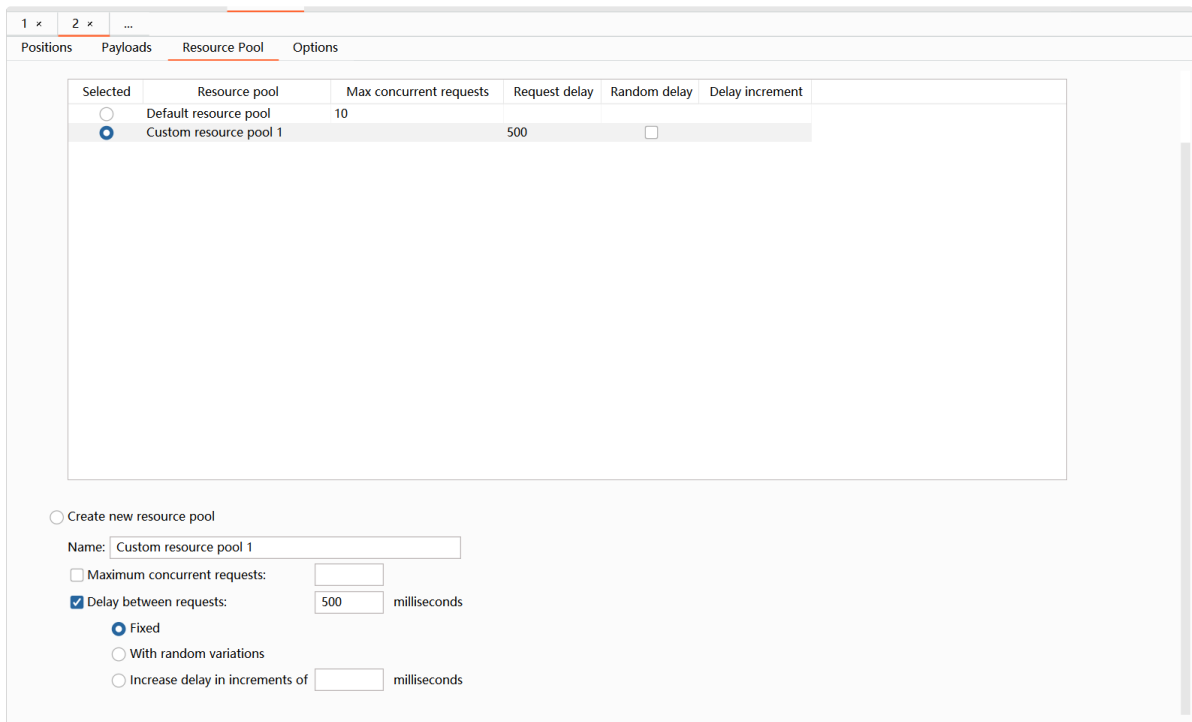 1 × 2 × ...
Positions Payloads Resource Pool Options
Selected Resource pool Max concurrent requests Request delay Random delay Delay increment
Default resource pool 10
Custom resource pool 1 500
Create new resource pool
Name: Custom resource pool 1
Maximum concurrent requests:
Delay between requests: 500 milliseconds
Fixed
With random variations
Increase delay in increments of milliseconds